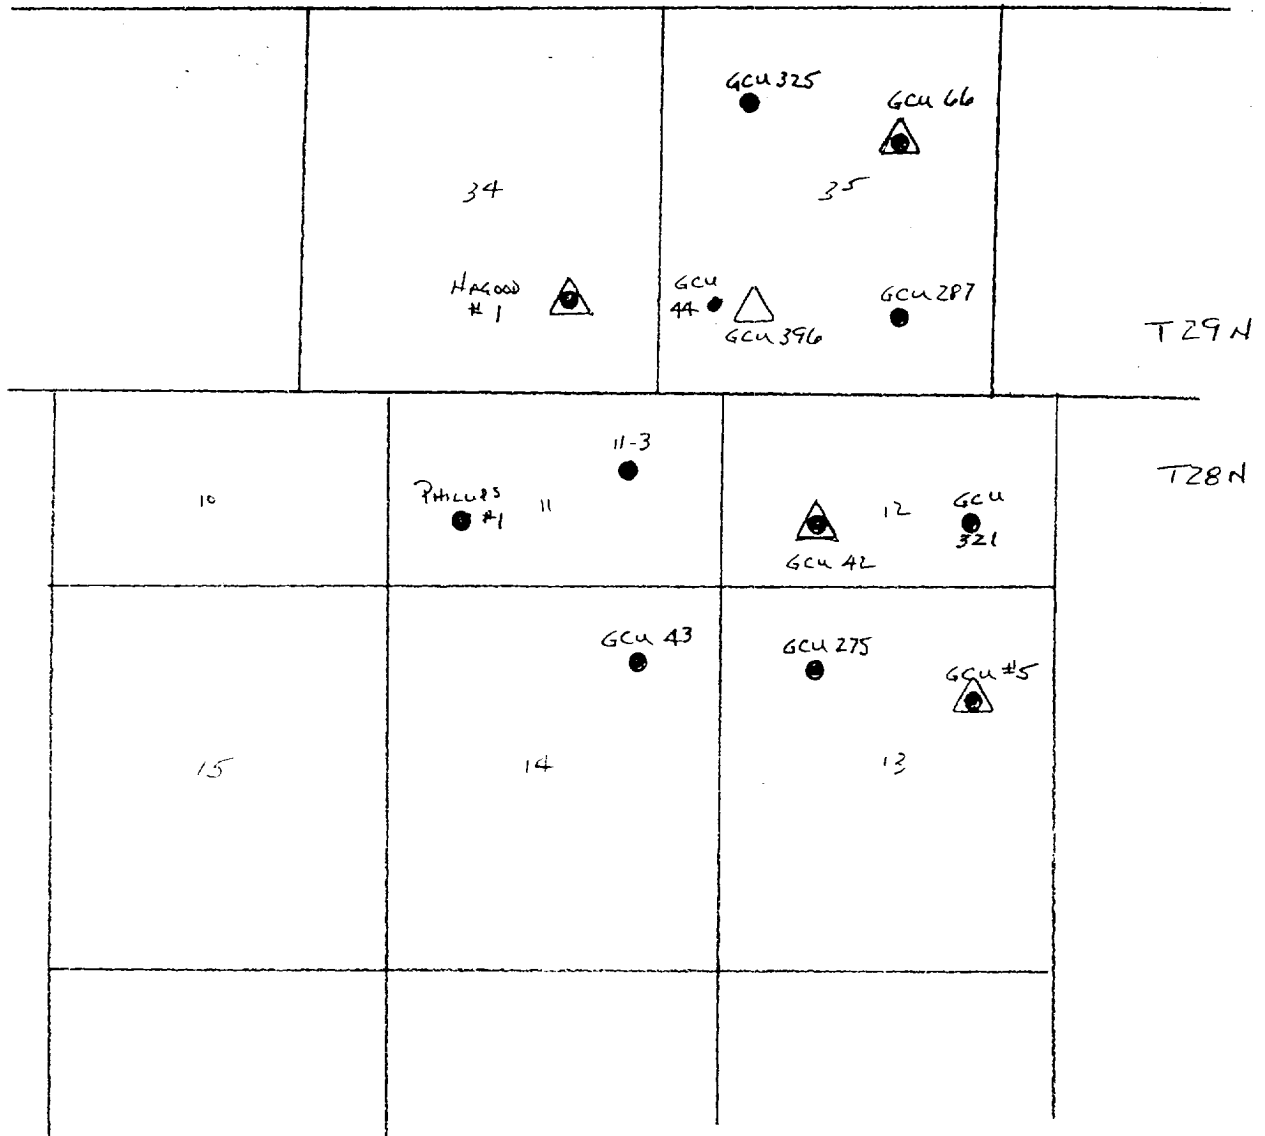 GCU 325
GCU 66
34
35
HAGOOD
# 1
GCU
44
GCU 396
GCU 287
T29N
11-3
T28N
10
PHILLIPS
#1
11
12
GCU
321
GCU 42
GCU 43
GCU 275
GCU #5
15
14
13